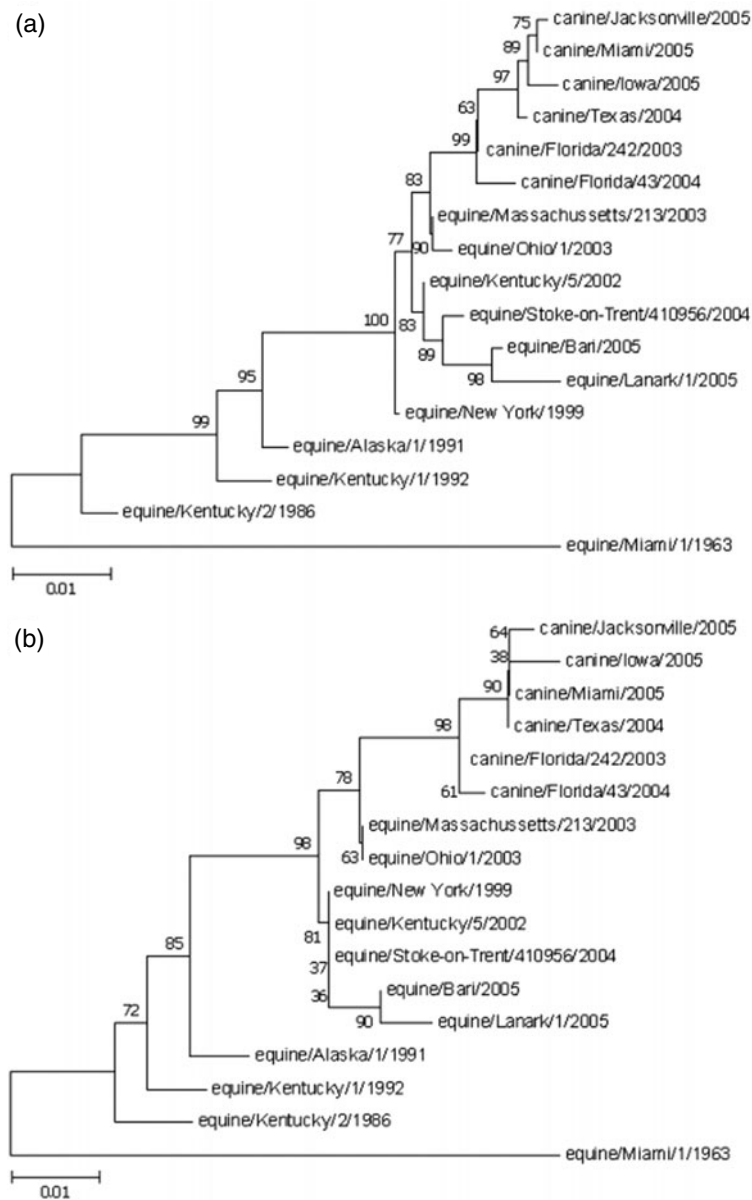 (a)
75
canine/Jacksonville/2005
89
canine/Miami/2005
97
canine/Iowa/2005
63
canine/Texas/2004
99
canine/Florida/242/2003
83
canine/Florida/43/2004
equine/Massachussetts/213/2003
77
90
equine/Ohio/1/2003
equine/Kentucky/5/2002
100
83
equine/Stoke-on-Trent/410956/2004
89
equine/Bari/2005
95
98
equine/Lanark/1/2005
99
equine/New York/1999
equine/Alaska/1/1991
equine/Kentucky/1/1992
equine/Kentucky/2/1986
equine/Miami/1/1963
0.01
(b)
64
canine/Jacksonville/2005
38
canine/Iowa/2005
90
canine/Miami/2005
98
canine/Texas/2004
canine/Florida/242/2003
78
61
canine/Florida/43/2004
equine/Massachussetts/213/2003
98
63
equine/Ohio/1/2003
equine/New York/1999
equine/Kentucky/5/2002
81
85
equine/Stoke-on-Trent/410956/2004
37
36
equine/Bari/2005
72
90
equine/Lanark/1/2005
equine/Alaska/1/1991
equine/Kentucky/1/1992
equine/Kentucky/2/1986
equine/Miami/1/1963
0.01